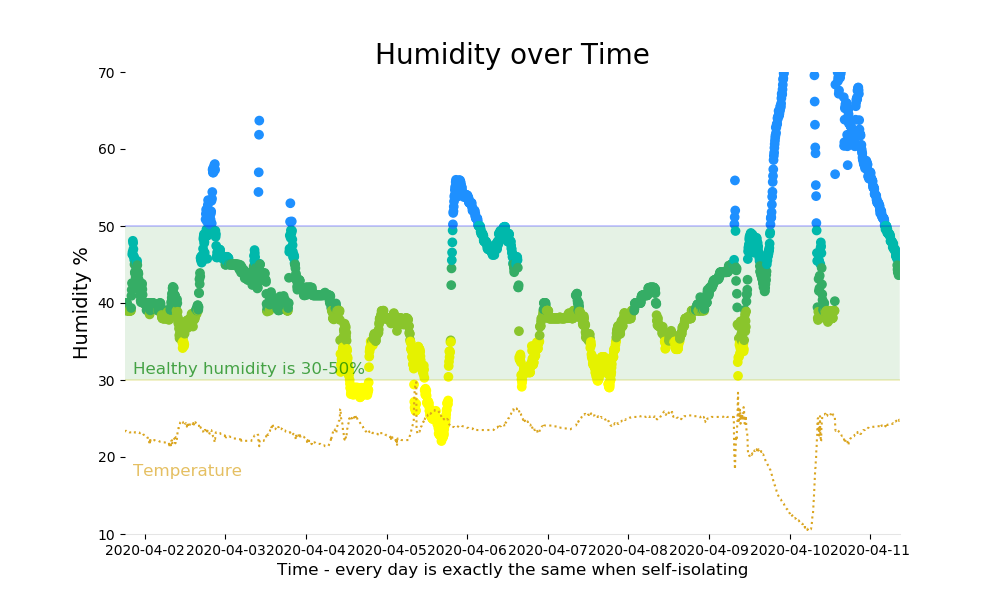 Humidity over Time
70
60
50
40
30
20
10
Humidity %
Healthy humidity is 30-50%
Temperature
2020-04-02 2020-04-03 2020-04-04 2020-04-05 2020-04-06 2020-04-07 2020-04-08 2020-04-09 2020-04-10 2020-04-11
Time - every day is exactly the same when self-isolating